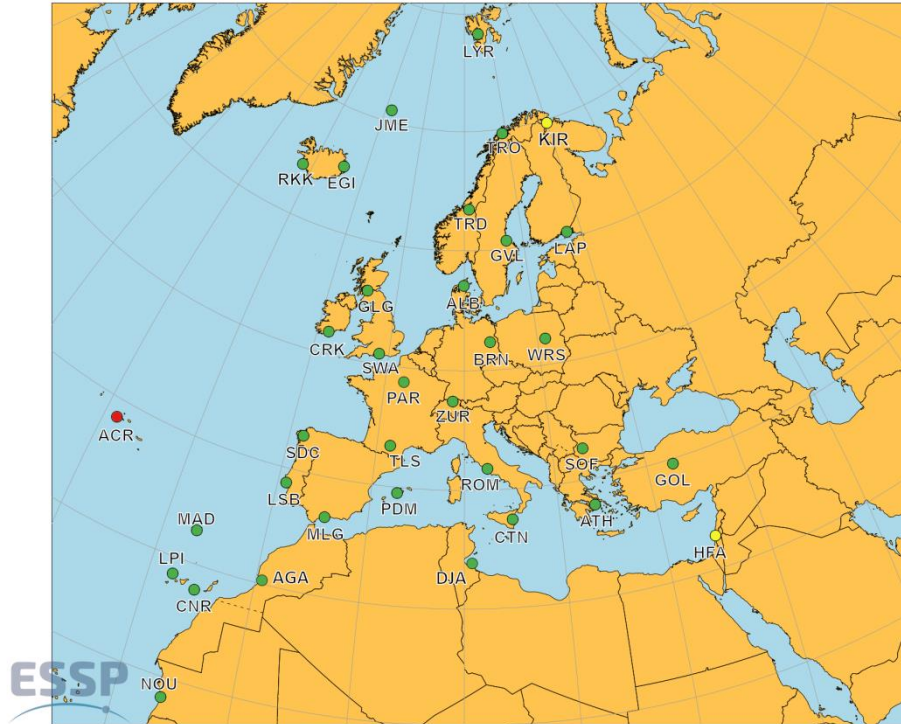 LYR
JME
KIR
TRO
RKK
EGI
TRD
GVL
LAP
GLG
ALB
CRK
BRN
WRS
SWA
PAR
ZUR
ACR
SDC
TLS
SOF
ROM
GOL
LSB
PDM
MAD
MLG
CTN
ATH
HFA
LPI
AGA
DJA
CNR
ESSP
NOU